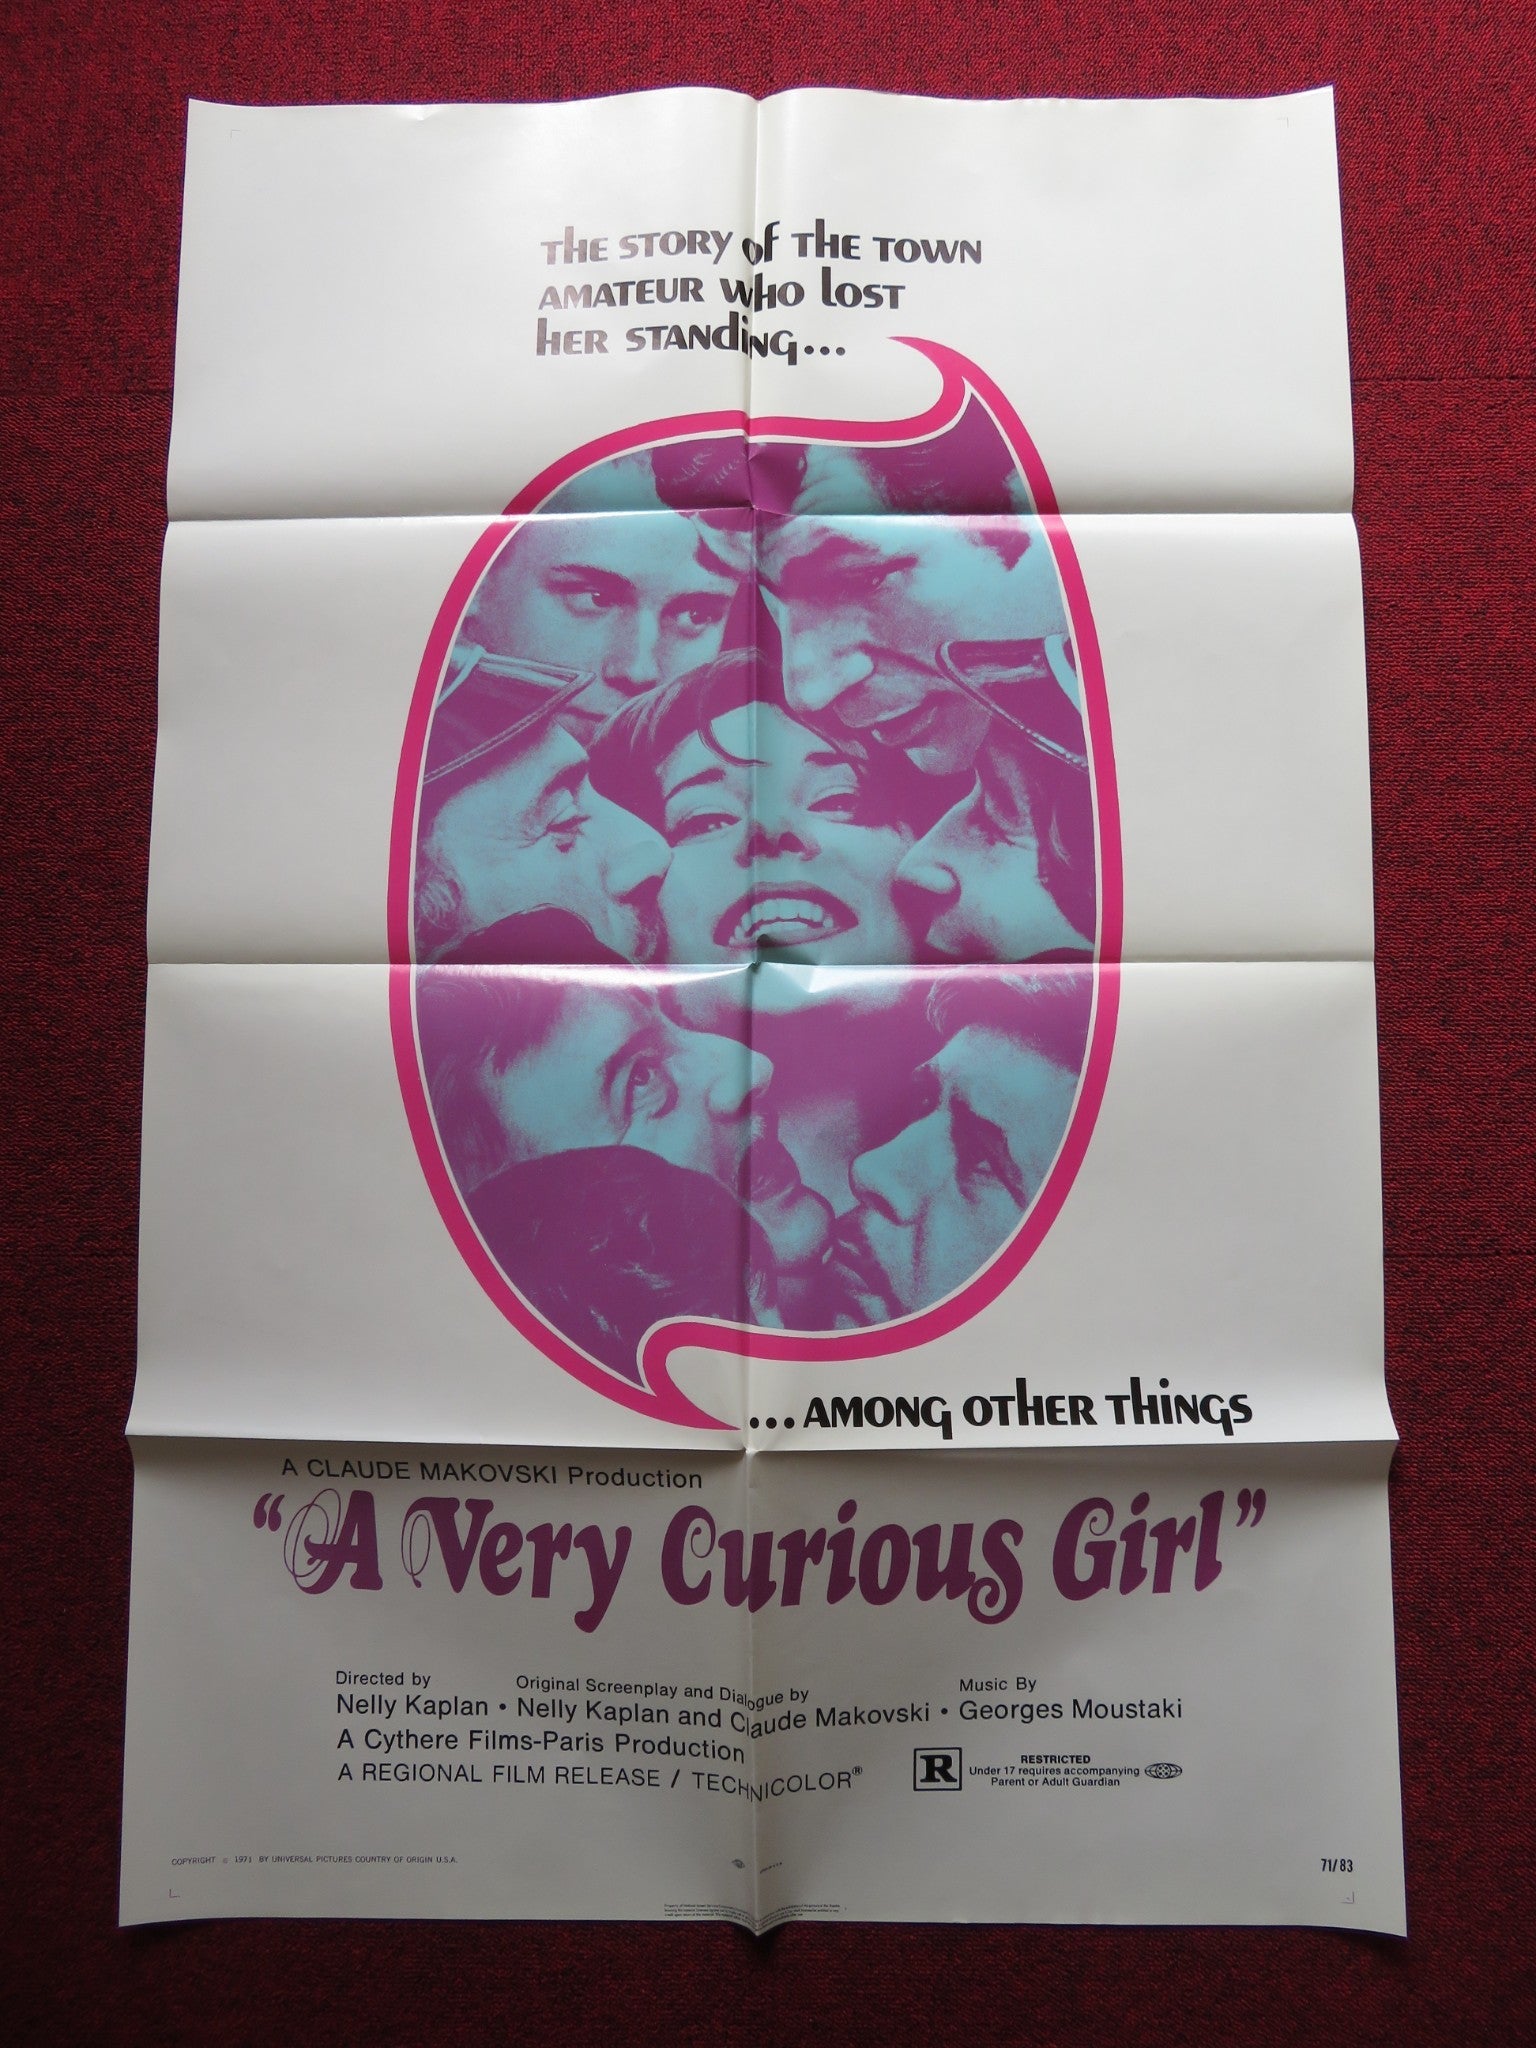 THE STORY of THE TOWN
AMATEUR WHO LOST
HER STANDING...
...AMONG OTHER THINGS
A CLAUDE MAKOVSKI Production
"A Very Curious Girl"
Directed by
Nelly Kaplan •
Original Screenplay and Dialogue by
Nelly Kaplan and Claude Makovski •
Music By
Georges Moustaki
A Cythere Films-Paris Production
A REGIONAL FILM RELEASE / TECHNICOLOR®
R
RESTRICTED
Under 17 requires accompanying
Parent or Adult Guardian
COPYRIGHT © 1971 BY UNIVERSAL PICTURES COUNTRY OF ORIGIN U.S.A.
71/83